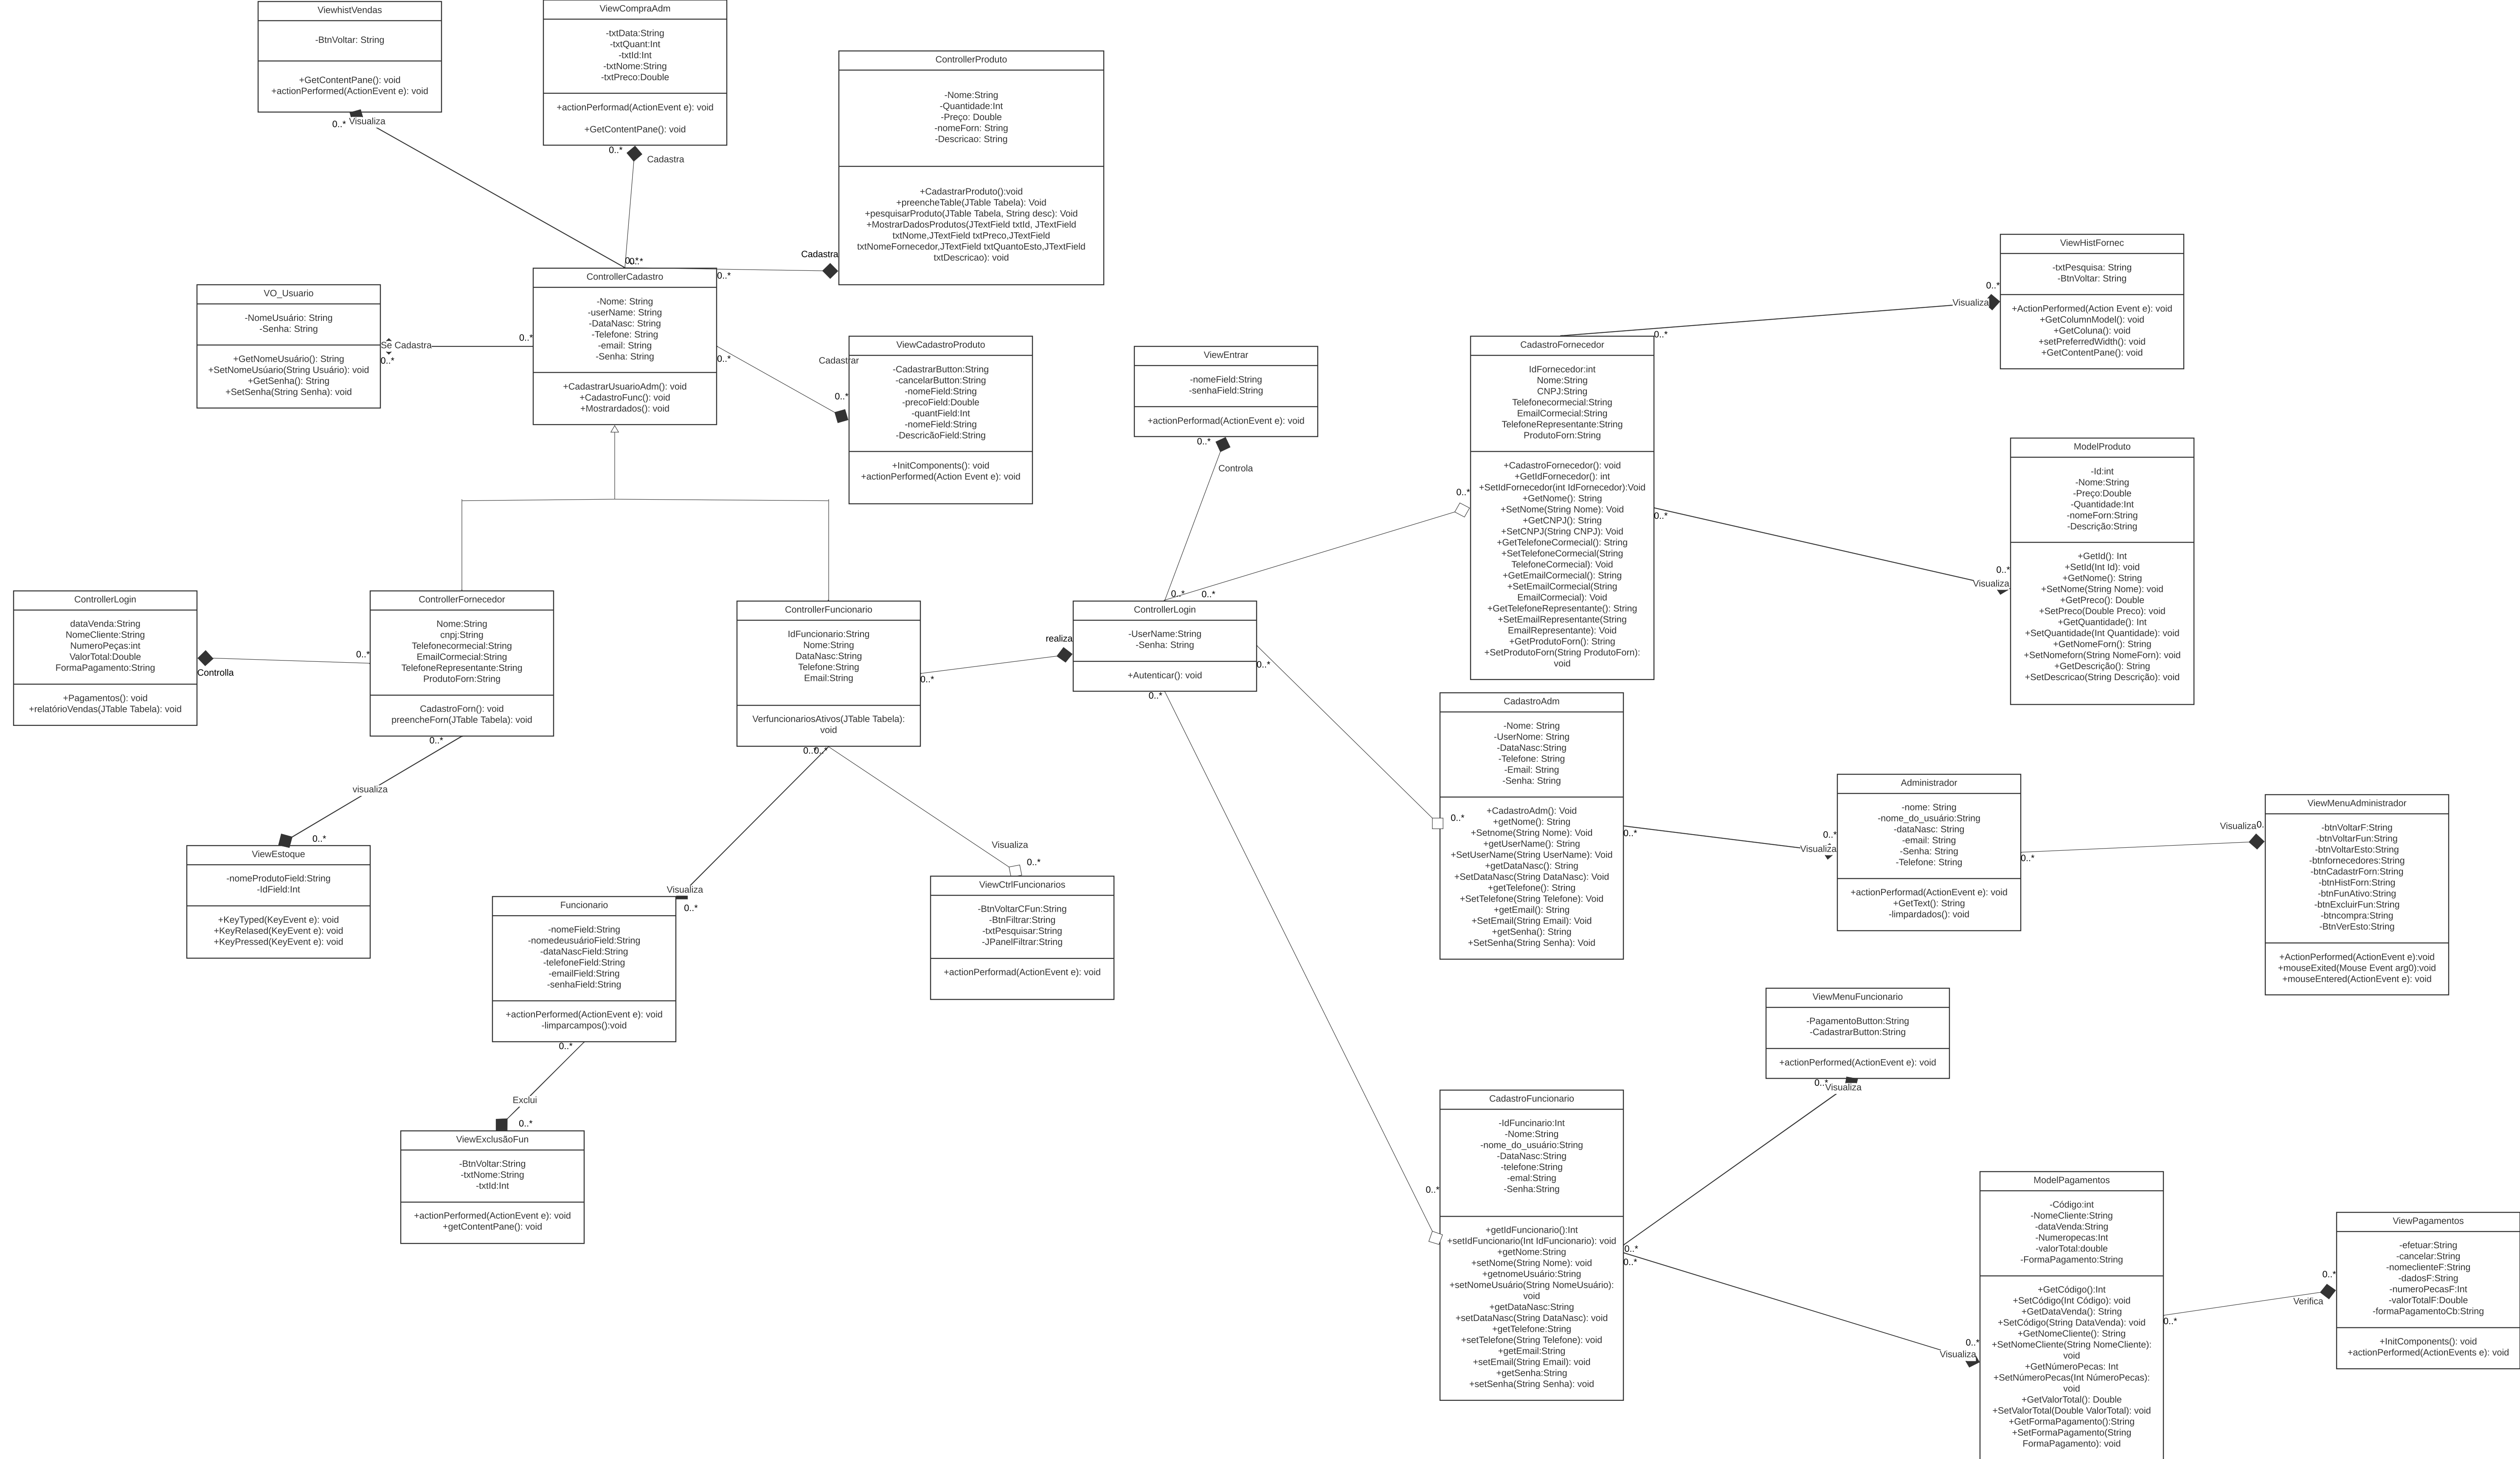 ViewhistVendas
-BtnVoltar: String
+GetContentPane(): void
+actionPerformed(ActionEvent e): void
0..*
Visualiza
ViewCompraAdm
-txtData:String
-txtQuant:Int
-txtId:Int
-txtNome:String
-txtPreco:Double
+actionPerformad(ActionEvent e): void
+GetContentPane(): void
0..*
Cadastra
ControllerProduto
-Nome:String
-Quantidade:Int
-Preço: Double
-nomeForn: String
-Descricao: String
+CadastrarProduto():void
+preencheTable(JTable Tabela): Void
+pesquisarProduto(JTable Tabela, String desc): Void
+MostrarDadosProdutos(JTextField txtId, JTextField
txtNome,JTextField txtPreco,JTextField
txtNomeFornecedor,JTextField txtQuantoEsto,JTextField
txtDescricao): void
Cadastra
0..*
0..*
0..*
VO_Usuario
-NomeUsuário: String
-Senha: String
+GetNomeUsuário(): String
+SetNomeUsúario(String Usuário): void
+GetSenha(): String
+SetSenha(String Senha): void
Se Cadastra
0..*
0..*
ControllerCadastro
-Nome: String
-userName: String
-DataNasc: String
-Telefone: String
-email: String
-Senha: String
+CadastrarUsuarioAdm(): void
+CadastroFunc(): void
+Mostrardados(): void
0..*
Cadastrar
0..*
ViewCadastroProduto
-CadastrarButton:String
-cancelarButton:String
-nomeField:String
-precoField:Double
-quantField:Int
-nomeField:String
-DescricãoField:String
+InitComponents(): void
+actionPerformed(Action Event e): void
ViewEntrar
-nomeField:String
-senhaField:String
+actionPerformad(ActionEvent e): void
0..*
Controla
CadastroFornecedor
IdFornecedor:int
Nome:String
CNPJ:String
Telefonecormecial:String
EmailCormecial:String
TelefoneRepresentante:String
ProdutoForn:String
+CadastroFornecedor(): void
+GetIdFornecedor(): int
+SetIdFornecedor(int IdFornecedor):Void
+GetNome(): String
+SetNome(String Nome): Void
+GetCNPJ(): String
+SetCNPJ(String CNPJ): Void
+GetTelefoneCormecial(): String
+SetTelefoneCormecial(String
TelefoneCormecial): Void
+GetEmailCormecial(): String
+SetEmailCormecial(String
EmailCormecial): Void
+GetTelefoneRepresentante(): String
+SetEmailRepresentante(String
EmailRepresentante): Void
+GetProdutoForn(): String
+SetProdutoForn(String ProdutoForn):
void
0..*
0..*
0..*
ViewHistFornec
-txtPesquisa: String
-BtnVoltar: String
+ActionPerformed(Action Event e): void
+GetColumnModel(): void
+GetColuna(): void
+setPreferredWidth(): void
+GetContentPane(): void
0..*
Visualiza
ModelProduto
-Id:int
-Nome:String
-Preço:Double
-Quantidade:Int
-nomeForn:String
-Descrição:String
+GetId(): Int
+SetId(Int Id): void
+GetNome(): String
+SetNome(String Nome): void
+GetPreco(): Double
+SetPreco(Double Preco): void
+GetQuantidade(): Int
+SetQuantidade(Int Quantidade): void
+GetNomeForn(): String
+SetNomeforn(String NomeForn): void
+GetDescrição(): String
+SetDescricao(String Descrição): void
0..*
Visualiza
ControllerLogin
dataVenda:String
NomeCliente:String
NumeroPeças:int
ValorTotal:Double
FormaPagamento:String
+Pagamentos(): void
+relatórioVendas(JTable Tabela): void
Controlla
0..*
ControllerFornecedor
Nome:String
cnpj:String
Telefonecormecial:String
EmailCormecial:String
TelefoneRepresentante:String
ProdutoForn:String
CadastroForn(): void
preencheForn(JTable Tabela): void
0..*
visualiza
0..*
ControllerFuncionario
IdFuncionario:String
Nome:String
DataNasc:String
Telefone:String
Email:String
VerfuncionariosAtivos(JTable Tabela):
void
0..*
0..*
0..*
realiza
ControllerLogin
-UserName:String
-Senha: String
+Autenticar(): void
0..*
0..*
0..*
0..*
ViewEstoque
-nomeProdutoField:String
-IdField:Int
+KeyTyped(KeyEvent e): void
+KeyRelased(KeyEvent e): void
+KeyPressed(KeyEvent e): void
Funcionario
-nomeField:String
-nomedeusuárioField:String
-dataNascField:String
-telefoneField:String
-emailField:String
-senhaField:String
+actionPerformed(ActionEvent e): void
-limparcampos():void
Visualiza
0..*
0..*
Exclui
0..*
ViewExclusãoFun
-BtnVoltar:String
-txtNome:String
-txtId:Int
+actionPerformed(ActionEvent e): void
+getContentPane(): void
Visualiza
0..*
ViewCtrlFuncionarios
-BtnVoltarCFun:String
-BtnFiltrar:String
-txtPesquisar:String
-JPanelFiltrar:String
+actionPerformad(ActionEvent e): void
CadastroAdm
-Nome: String
-UserName: String
-DataNasc:String
-Telefone: String
-Email: String
-Senha: String
+CadastroAdm(): Void
+getNome(): String
+Setnome(String Nome): Void
+getUserName(): String
+SetUserName(String UserName): Void
+getDataNasc(): String
+SetDataNasc(String DataNasc): Void
+getTelefone(): String
+SetTelefone(String Telefone): Void
+getEmail(): String
+SetEmail(String Email): Void
+getSenha(): String
+SetSenha(String Senha): Void
0..*
0..*
Administrador
-nome: String
-nome_do_usuário:String
-dataNasc: String
-email: String
-Senha: String
-Telefone: String
+actionPerformad(ActionEvent e): void
+GetText(): String
-limpardados(): void
0..*
Visualiza
0..*
ViewMenuAdministrador
-btnVoltarF:String
-btnVoltarFun:String
-btnVoltarEsto:String
-btnfornecedores:String
-btnCadastrForn:String
-btnHistForn:String
-btnFunAtivo:String
-btnExcluirFun:String
-btncompra:String
-BtnVerEsto:String
+ActionPerformed(ActionEvent e):void
+mouseExited(Mouse Event arg0):void
+mouseEntered(ActionEvent e): void
Visualiza
0..
ViewMenuFuncionario
-PagamentoButton:String
-CadastrarButton:String
+actionPerformed(ActionEvent e): void
0..*
Visualiza
CadastroFuncionario
-IdFuncinario:Int
-Nome:String
-nome_do_usuário:String
-DataNasc:String
-telefone:String
-emal:String
-Senha:String
+getIdFuncionario():Int
+setIdFuncionario(Int IdFuncionario): void
+getNome:String
+setNome(String Nome): void
+getnomeUsuário:String
+setNomeUsuário(String NomeUsuário):
void
+getDataNasc:String
+setDataNasc(String DataNasc): void
+getTelefone:String
+setTelefone(String Telefone): void
+getEmail:String
+setEmail(String Email): void
+getSenha:String
+setSenha(String Senha): void
0..*
0..*
0..*
ModelPagamentos
-Código:int
-NomeCliente:String
-dataVenda:String
-Numeropecas:Int
-valorTotal:double
-FormaPagamento:String
+GetCódigo():Int
+SetCódigo(Int Código): void
+GetDataVenda(): String
+SetCódigo(String DataVenda): void
+GetNomeCliente(): String
+SetNomeCliente(String NomeCliente):
void
+GetNúmeroPecas: Int
+SetNúmeroPecas(Int NúmeroPecas):
void
+GetValorTotal(): Double
+SetValorTotal(Double ValorTotal): void
+GetFormaPagamento():String
+SetFormaPagamento(String
FormaPagamento): void
0..*
Visualiza
0..*
ViewPagamentos
-efetuar:String
-cancelar:String
-nomeclienteF:String
-dadosF:String
-numeroPecasF:Int
-valorTotalF:Double
-formaPagamentoCb:String
+InitComponents(): void
+actionPerformed(ActionEvents e): void
0..*
Verifica